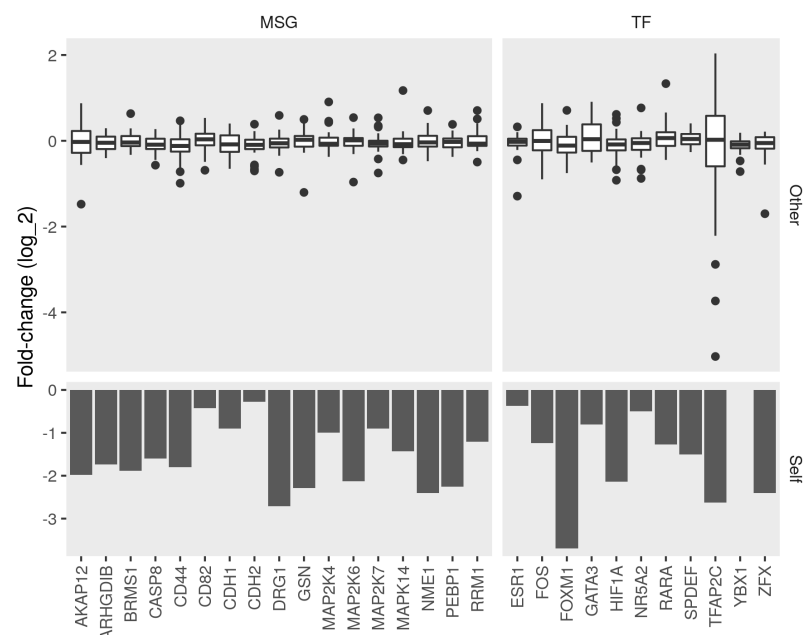 MSG
TF
2
0
-2
-4
Other
Fold-change (log_2)
0
-1
-2
-3
Self
AKAP12
ARHGDIB
BRMS1
CASP8
CD44
CD82
CDH1
CDH2
DRG1
GSN
MAP2K4
MAP2K6
MAP2K7
MAPK14
NME1
PEBP1
RRM1
ESR1
FOS
FOXM1
GATA3
HIF1A
NR5A2
RARA
SPDEF
TFAP2C
YBX1
ZFX